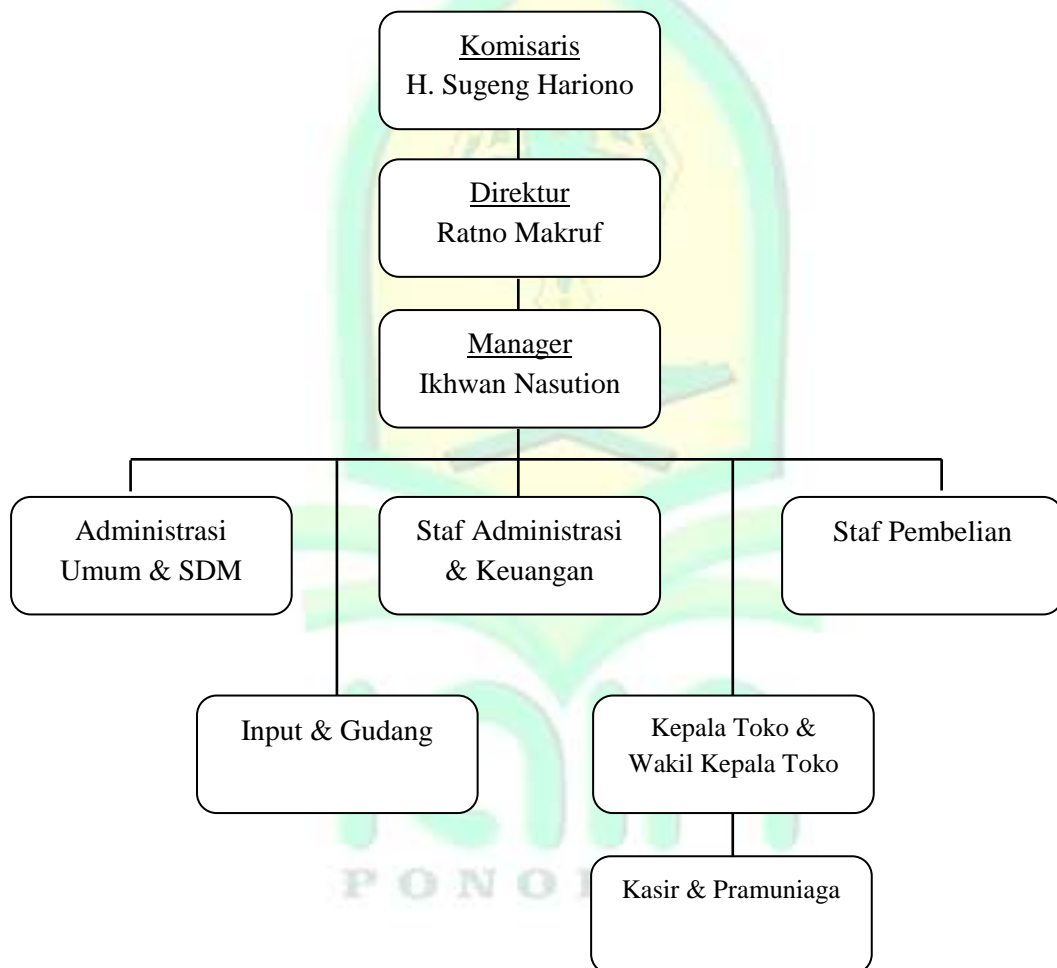 Komisaris
H. Sugeng Hariono
Direktur
Ratno Makruf
Manager
Ikhwan Nasution
Administrasi
Umum & SDM
Staf Administrasi
& Keuangan
Staf Pembelian
Input & Gudang
Kepala Toko &
Wakil Kepala Toko
Kasir & Pramuniaga